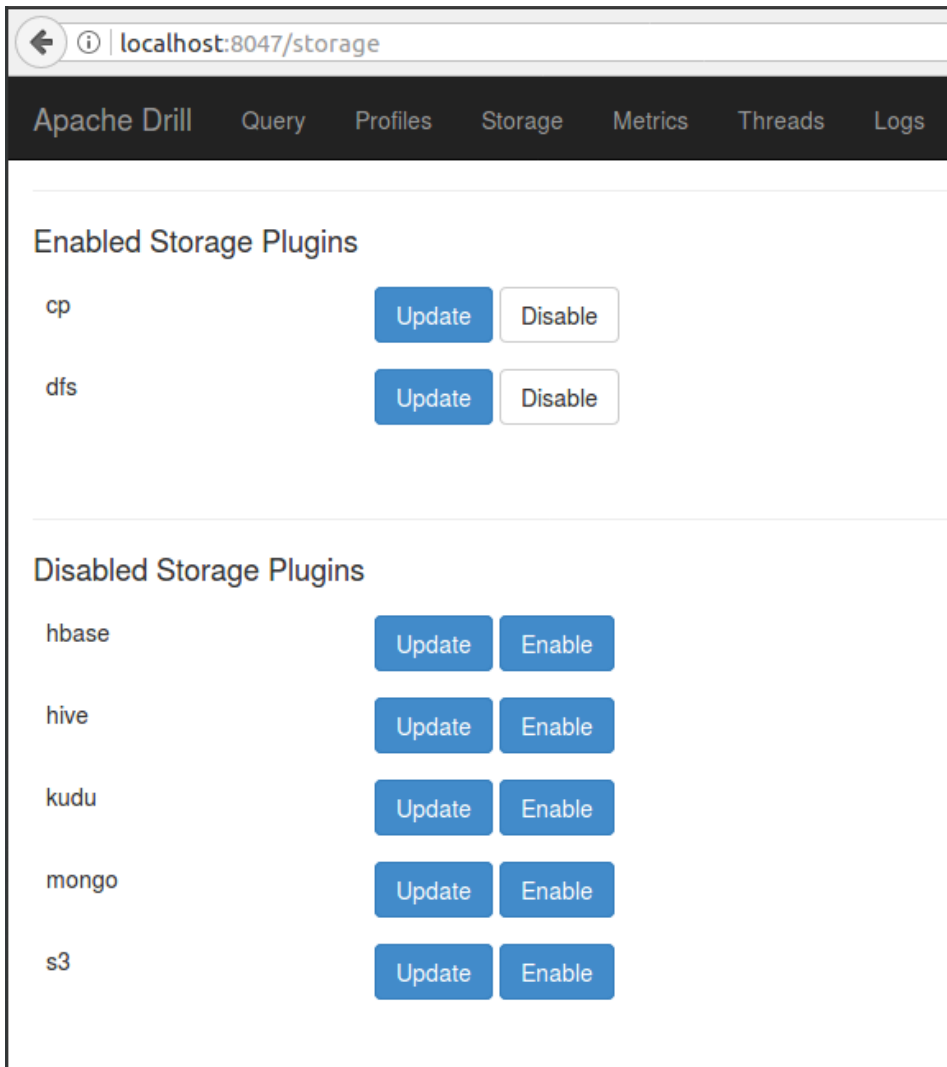 localhost:8047/storage
Apache Drill Query Profiles Storage Metrics Threads Logs
Enabled Storage Plugins
cp Update Disable
dfs Update Disable
Disabled Storage Plugins
hbase Update Enable
hive Update Enable
kudu Update Enable
mongo Update Enable
s3 Update Enable